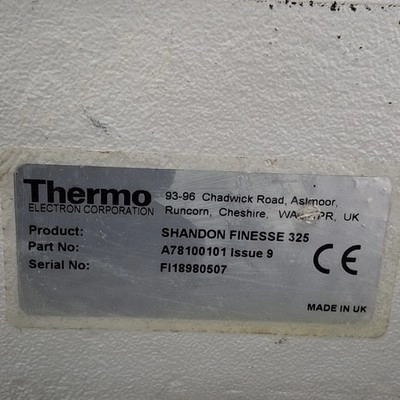 Thermo
ELECTRON CORPORATION
93-96 Chadwick Road, Astmoor,
Runcorn, Cheshire, UK
Product: SHANDON FINESSE 325
Part No: A78100101 Issue 9
Serial No: FI18980507
CE
MADE IN UK